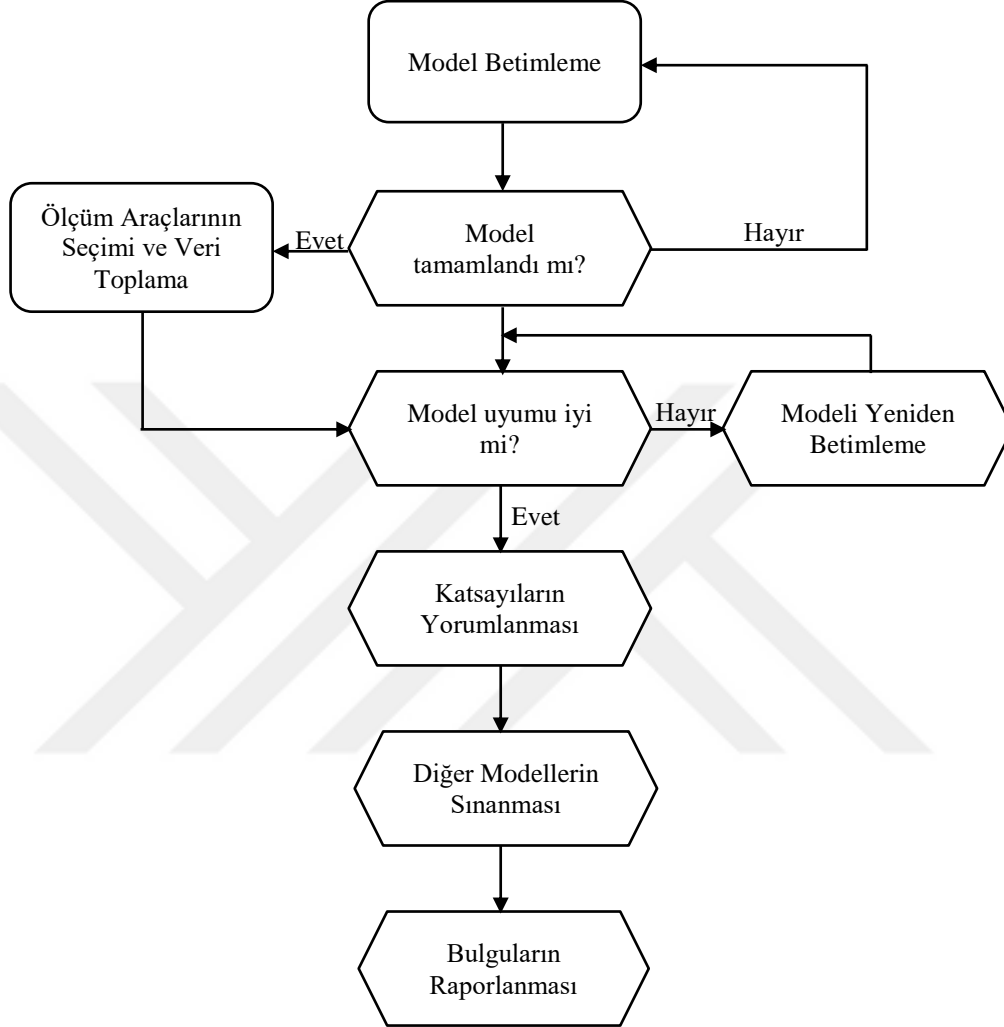 Model Betimleme
Ölçüm Araçlarının
Seçimi ve Veri
Toplama
Evet
Model
tamamlandı mı?
Hayır
Model uyumu iyi
mi?
Hayır
Modeli Yeniden
Betimleme
Evet
Katsayıların
Yorumlanması
Diğer Modellerin
Sınanması
Bulguların
Raporlanması